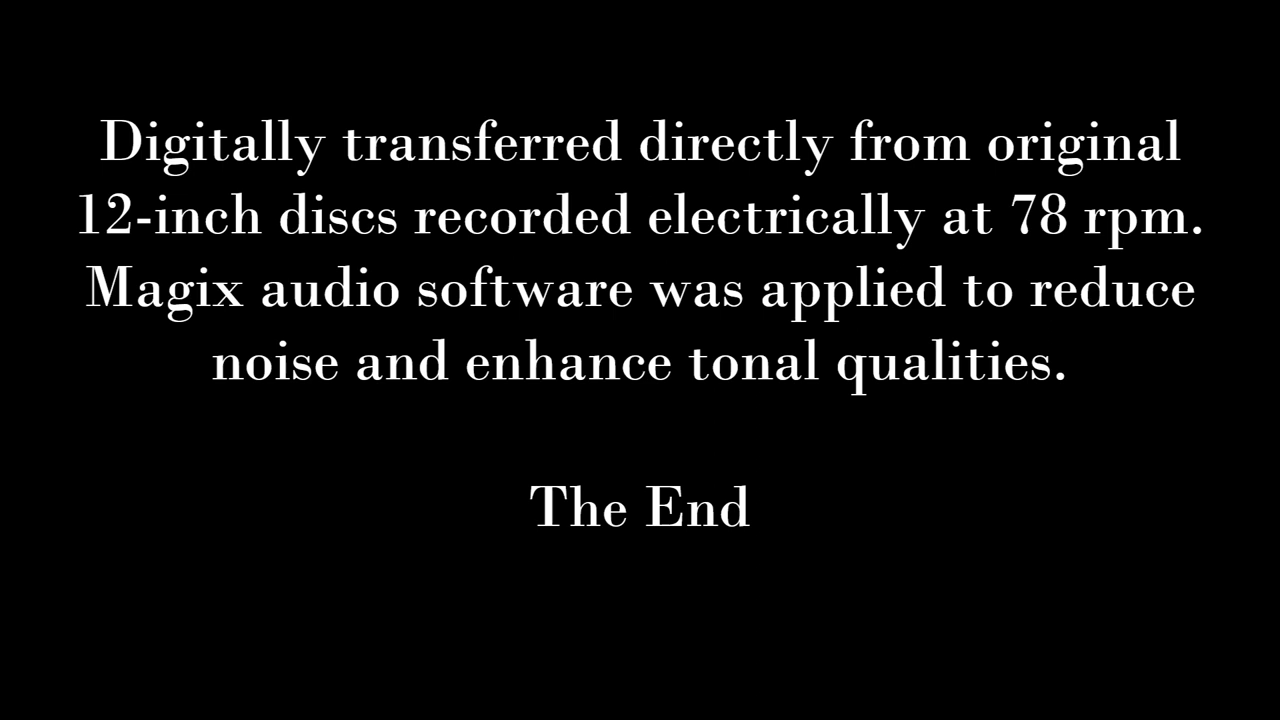 Digitally transferred directly from original
12-inch discs recorded electrically at 78 rpm.
Magix audio software was applied to reduce
noise and enhance tonal qualities.
The End